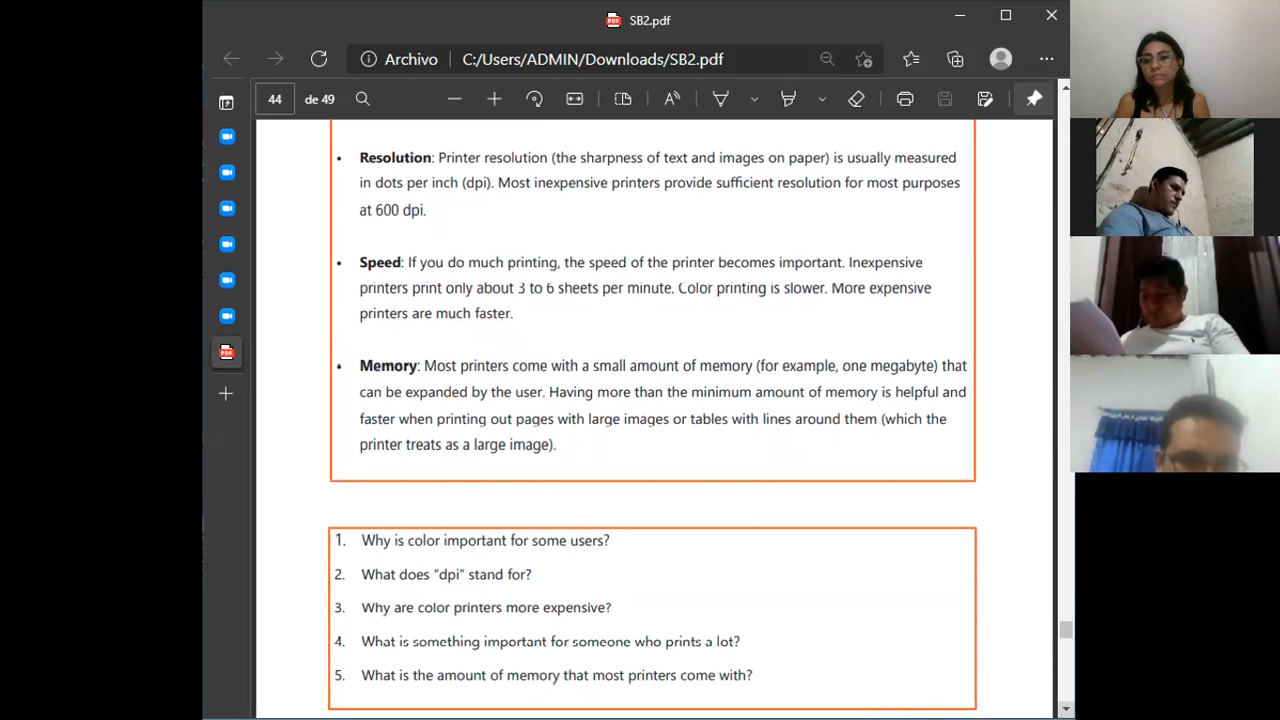 SB2.pdf
Archivo C:/Users/ADMIN/Downloads/SB2.pdf
44 de 49
• Resolution: Printer resolution (the sharpness of text and images on paper) is usually measured
in dots per inch (dpi). Most inexpensive printers provide sufficient resolution for most purposes
at 600 dpi.
• Speed: If you do much printing, the speed of the printer becomes important. Inexpensive
printers print only about 3 to 6 sheets per minute. Color printing is slower. More expensive
printers are much faster.
• Memory: Most printers come with a small amount of memory (for example, one megabyte) that
can be expanded by the user. Having more than the minimum amount of memory is helpful and
faster when printing out pages with large images or tables with lines around them (which the
printer treats as a large image).
1. Why is color important for some users?
2. What does "dpi" stand for?
3. Why are color printers more expensive?
4. What is something important for someone who prints a lot?
5. What is the amount of memory that most printers come with?